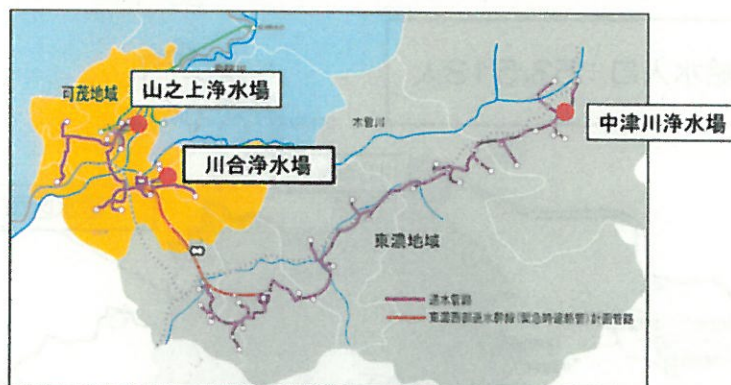 山之上浄水場
可茂地域
木曽川
中津川浄水場
川合浄水場
東濃地域
送水管路
東濃西部送水幹線(緊急時連絡管)計画管路